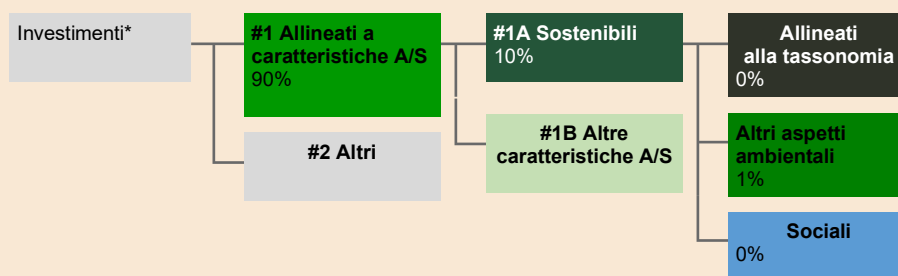 Investimenti*
#1 Allineati a
caratteristiche A/S
90%
#2 Altri
#1A Sostenibili
10%
#1B Altre
caratteristiche A/S
Allineati
alla tassonomia
0%
Altri aspetti
ambientali
1%
Sociali
0%